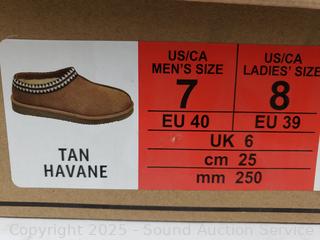 TAN
HAVANE
US/CA
MEN'S SIZE
7
EU 40
US/CA
LADIES' SIZE
8
EU 39
UK 6
cm 25
mm 250
Copyright 2025 - Sound Auction Service